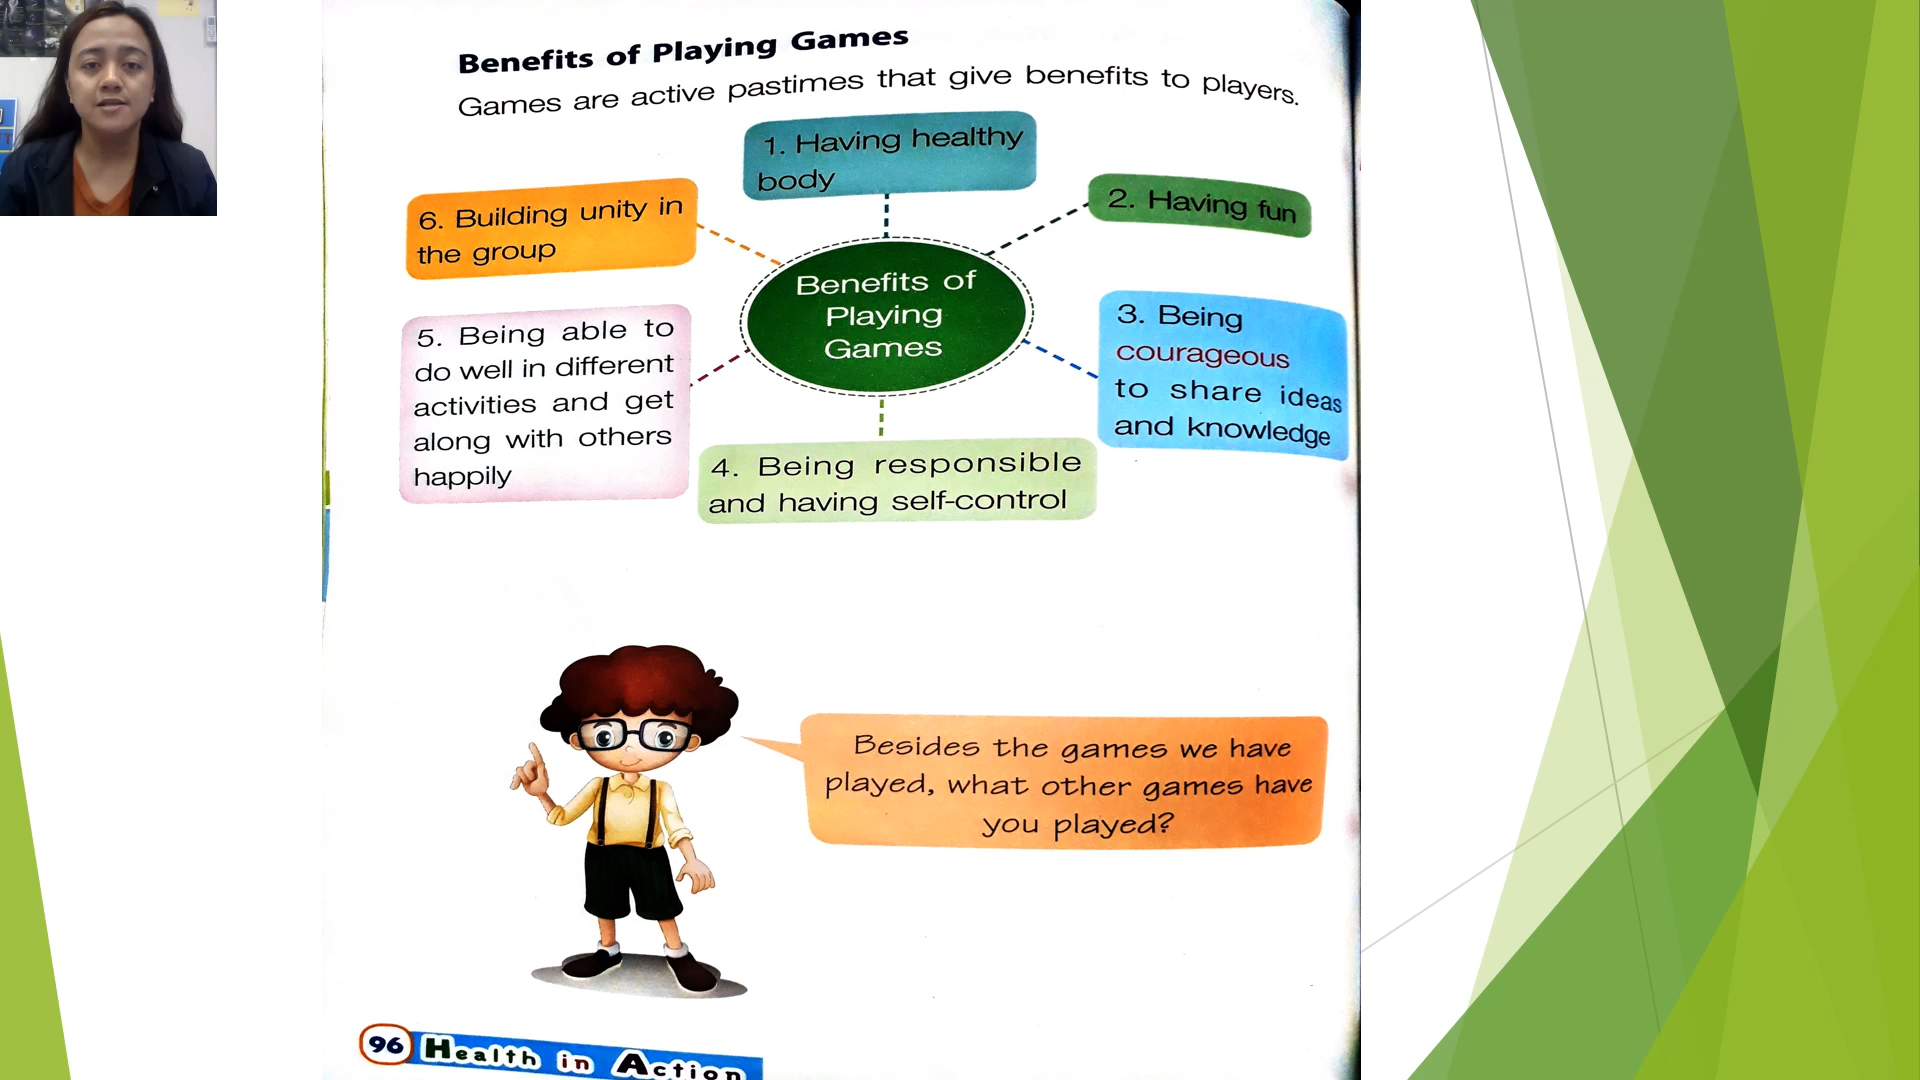 Benefits of Playing Games
Games are active pastimes that give benefits to players.
1. Having healthy
body
2. Having fun
3. Being
courageous
to share ideas
and knowledge
4. Being responsible
and having self-control
5. Being able to
do well in different
activities and get
along with others
happily
6. Building unity in
the group
Benefits of
Playing
Games
Besides the games we have
played, what other games have
you played?
96 Health in Action